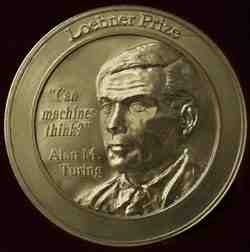 Loebner Prize
"Can
machines
think?"
Alan M.
Turing